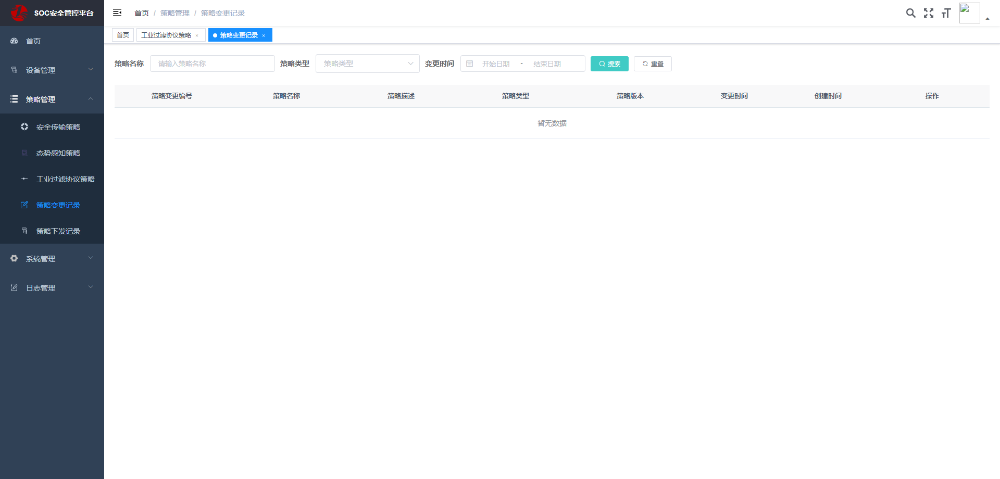 SOC安全管控平台
首页 / 策略管理 / 策略变更记录
首页
工业过滤协议策略 ×
策略变更记录 ×
首页
设备管理
策略管理
安全传输策略
态势感知策略
工业过滤协议策略
策略变更记录
策略下发记录
系统管理
日志管理
策略名称 请输入策略名称 策略类型 策略类型 变更时间 开始日期 - 结束日期 搜索 重置
策略变更编号 策略名称 策略描述 策略类型 策略版本 变更时间 创建时间 操作
暂无数据